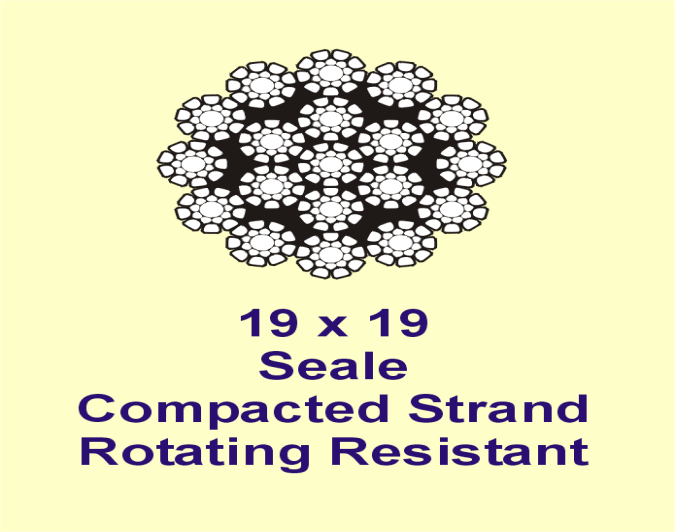 19 x 19
Seale
Compacted Strand
Rotating Resistant